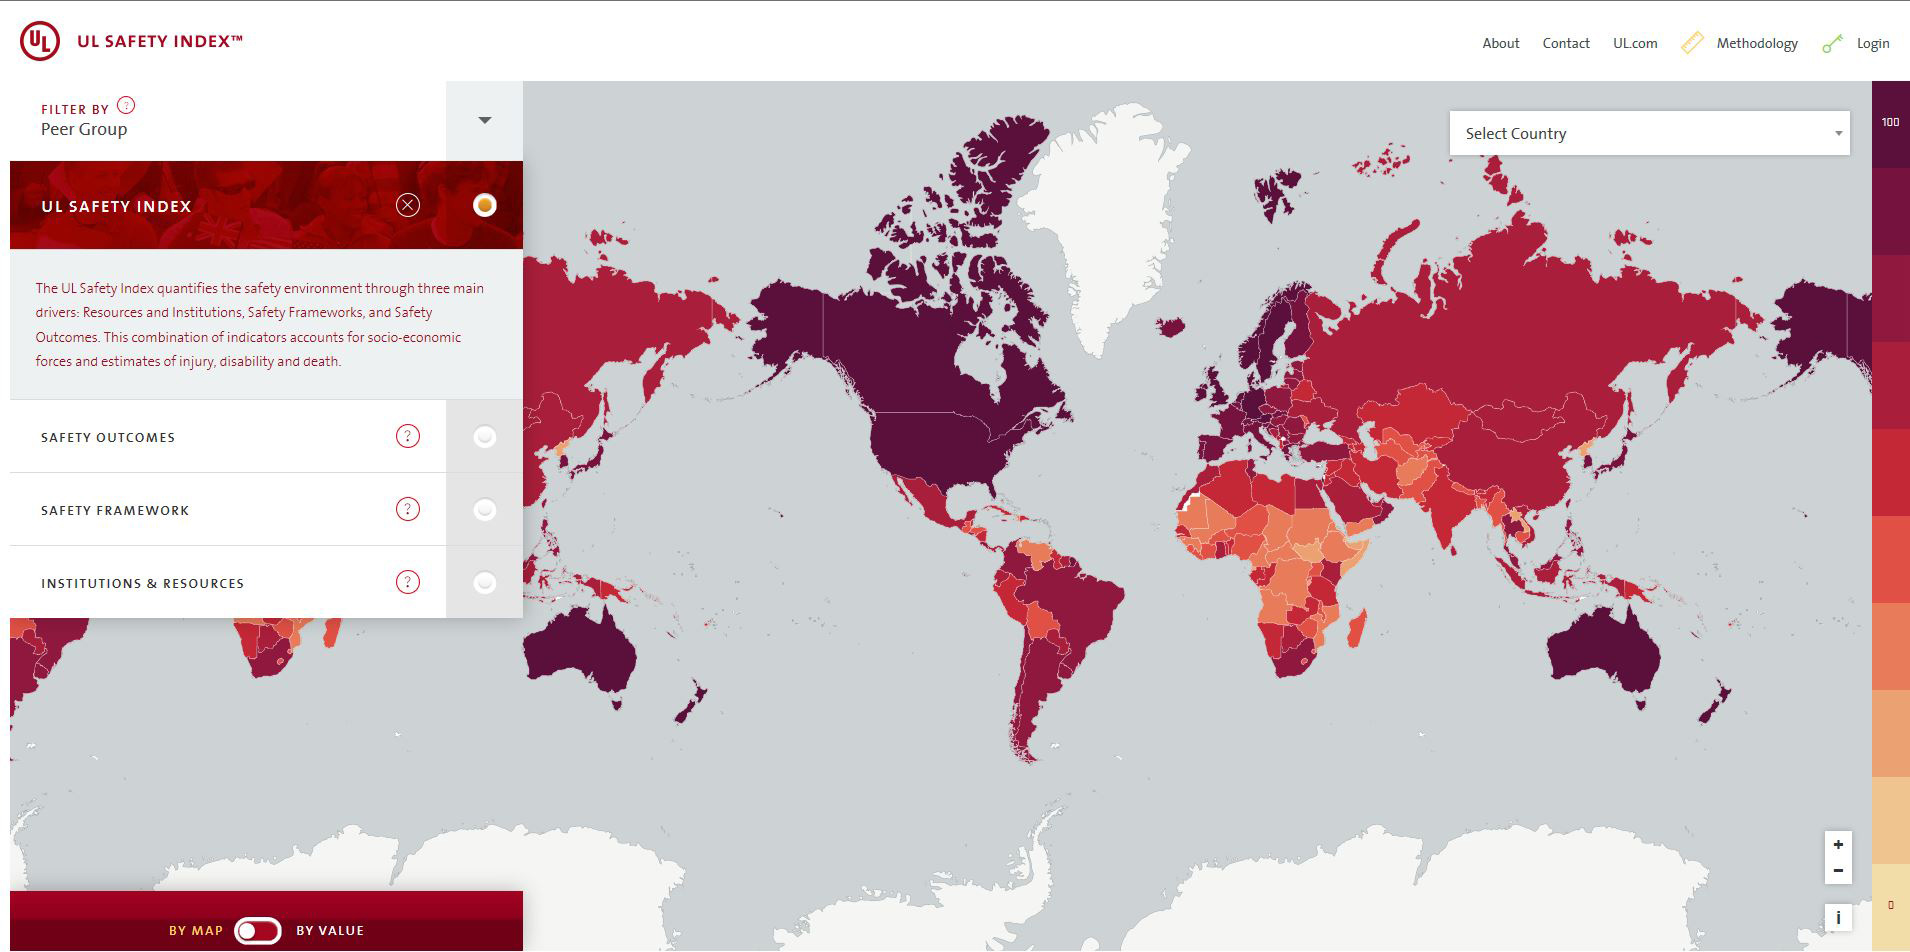 UL
UL SAFETY INDEX™
About
Contact
UL.com
Methodology
Login
FILTER BY ?
Peer Group
UL SAFETY INDEX
The UL Safety Index quantifies the safety environment through three main
drivers: Resources and Institutions, Safety Frameworks, and Safety
Outcomes. This combination of indicators accounts for socio-economic
forces and estimates of injury, disability and death.
SAFETY OUTCOMES ?
SAFETY FRAMEWORK ?
INSTITUTIONS & RESOURCES ?
BY MAP
BY VALUE
Select Country
100
+
−
i
0